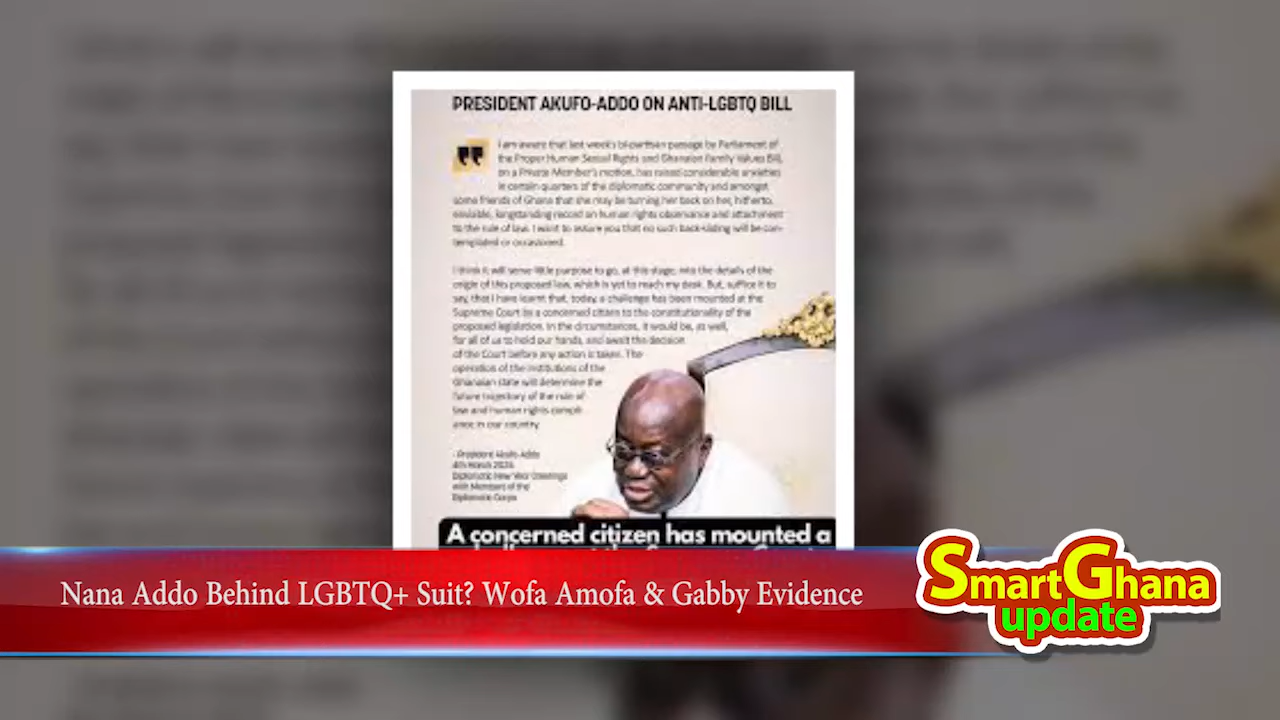 PRESIDENT AKUFO-ADDO ON ANTI-LGBTQ BILL
I am aware that last week's bi-partisan passage by Parliament of
the Proper Human Sexual Rights and Ghanaian Family Values Bill,
on a Private Member's motion, has raised considerable anxieties
in certain quarters of the diplomatic community and amongst
some friends of Ghana that she may be turning her back on her, hitherto,
enviable, longstanding record on human rights observance and attachment
to the rule of law. I want to assure you that no such back-sliding will be con-
templated or occasioned.
I think it will serve little purpose to go, at this stage, into the details of the
origin of this proposed law, which is yet to reach my desk. But, suffice it to
say, that I have learnt that, today, a challenge has been mounted at the
Supreme Court by a concerned citizen to the constitutionality of the
proposed legislation. In the circumstances, it would be, as well,
for all of us to hold our hands, and await the decision
of the Court before any action is taken. The
operation of the institutions of the
Ghanaian state will determine the
future trajectory of the rule of
law and human rights compli-
ance in our country.
- President Akufo-Addo
4th March 2024
Diplomatic New Year Greetings
with Members of the
Diplomatic Corps
A concerned citizen has mounted a
Nana Addo Behind LGBTQ+ Suit? Wofa Amofa & Gabby Evidence
SmartGhana
update